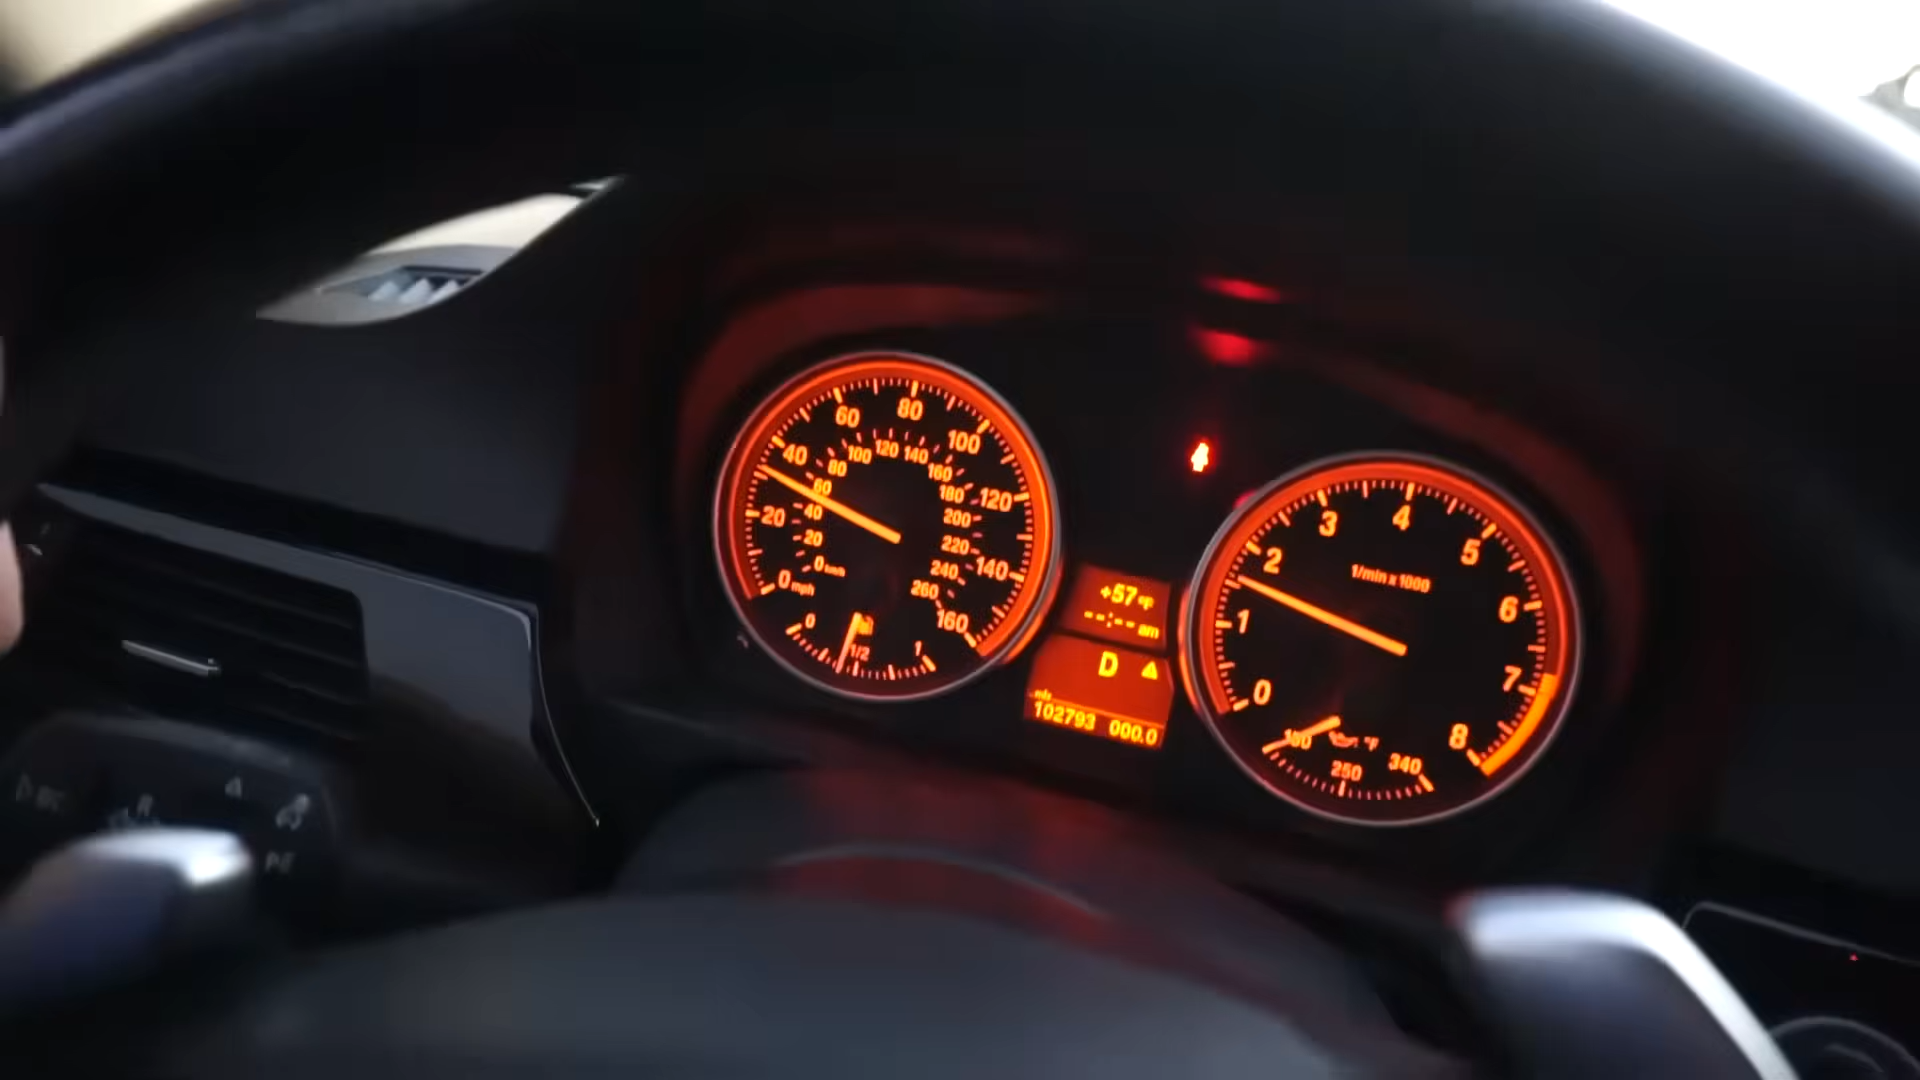 0 20 40 60 80 100 120 140 160
mph
0 20 40 60 80 100 120 140 160 180 200 220 240 260
km/h
0 1/2 1
+57 °F
--:-- am
D
mls
102793 000.0
0 1 2 3 4 5 6 7 8
1/min x 1000
°F
250 340
R